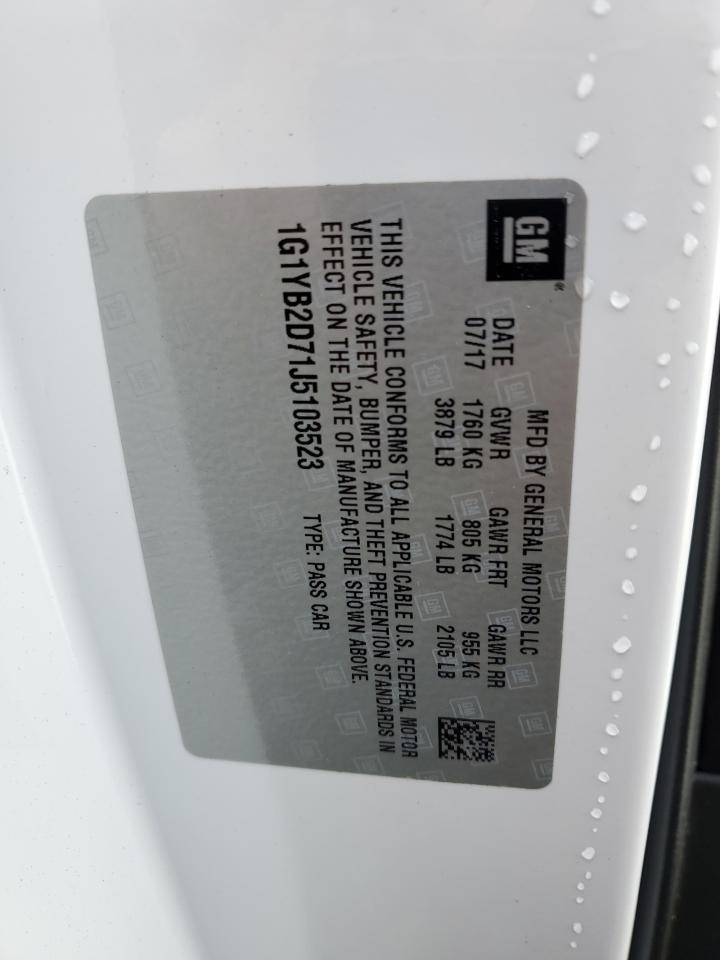 GM
®
MFD BY GENERAL MOTORS LLC
DATE GVWR GAWR FRT GAWR RR
07/17 1760 KG 805 KG 955 KG
3879 LB 1774 LB 2105 LB
THIS VEHICLE CONFORMS TO ALL APPLICABLE U.S. FEDERAL MOTOR
VEHICLE SAFETY, BUMPER, AND THEFT PREVENTION STANDARDS IN
EFFECT ON THE DATE OF MANUFACTURE SHOWN ABOVE.
1G1YB2D71J5103523 TYPE: PASS CAR